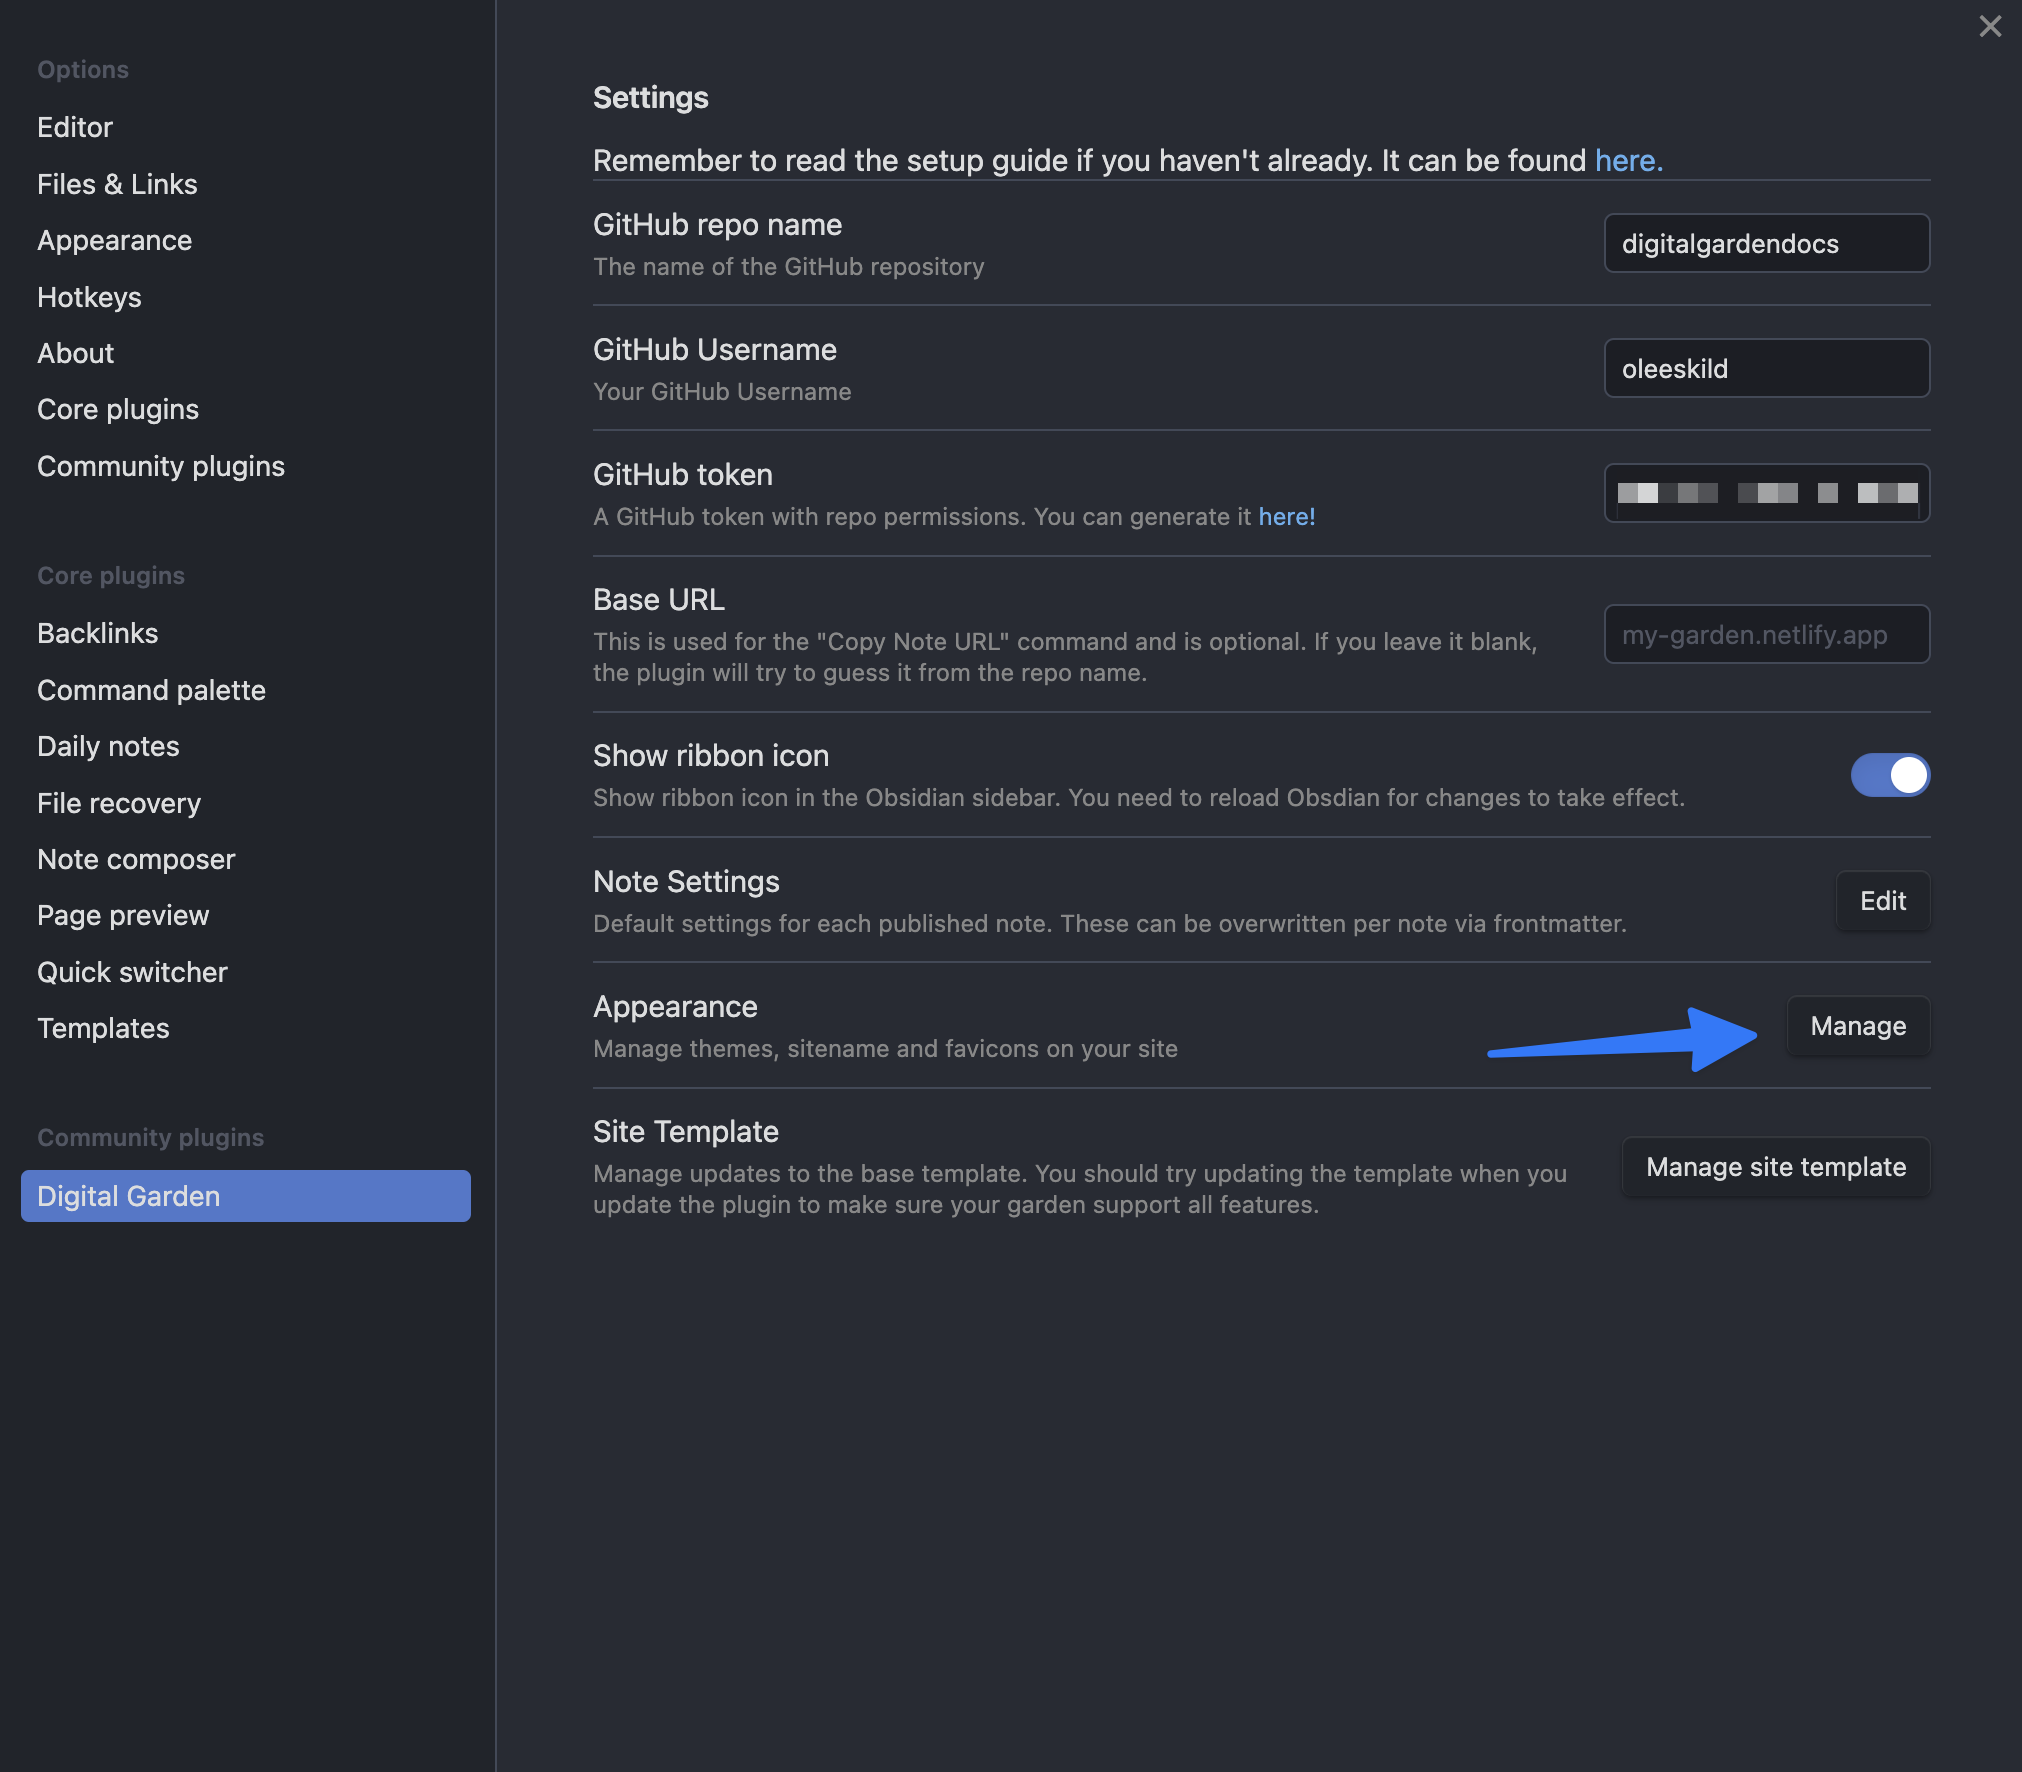 Options
Editor
Files & Links
Appearance
Hotkeys
About
Core plugins
Community plugins
Core plugins
Backlinks
Command palette
Daily notes
File recovery
Note composer
Page preview
Quick switcher
Templates
Community plugins
Digital Garden
Settings
Remember to read the setup guide if you haven't already. It can be found here.
GitHub repo name
The name of the GitHub repository
digitalgardendocs
GitHub Username
Your GitHub Username
oleeskild
GitHub token
A GitHub token with repo permissions. You can generate it here!
Base URL
This is used for the "Copy Note URL" command and is optional. If you leave it blank,
the plugin will try to guess it from the repo name.
my-garden.netlify.app
Show ribbon icon
Show ribbon icon in the Obsidian sidebar. You need to reload Obsdian for changes to take effect.
Note Settings
Default settings for each published note. These can be overwritten per note via frontmatter.
Edit
Appearance
Manage themes, sitename and favicons on your site
Manage
Site Template
Manage updates to the base template. You should try updating the template when you
update the plugin to make sure your garden support all features.
Manage site template